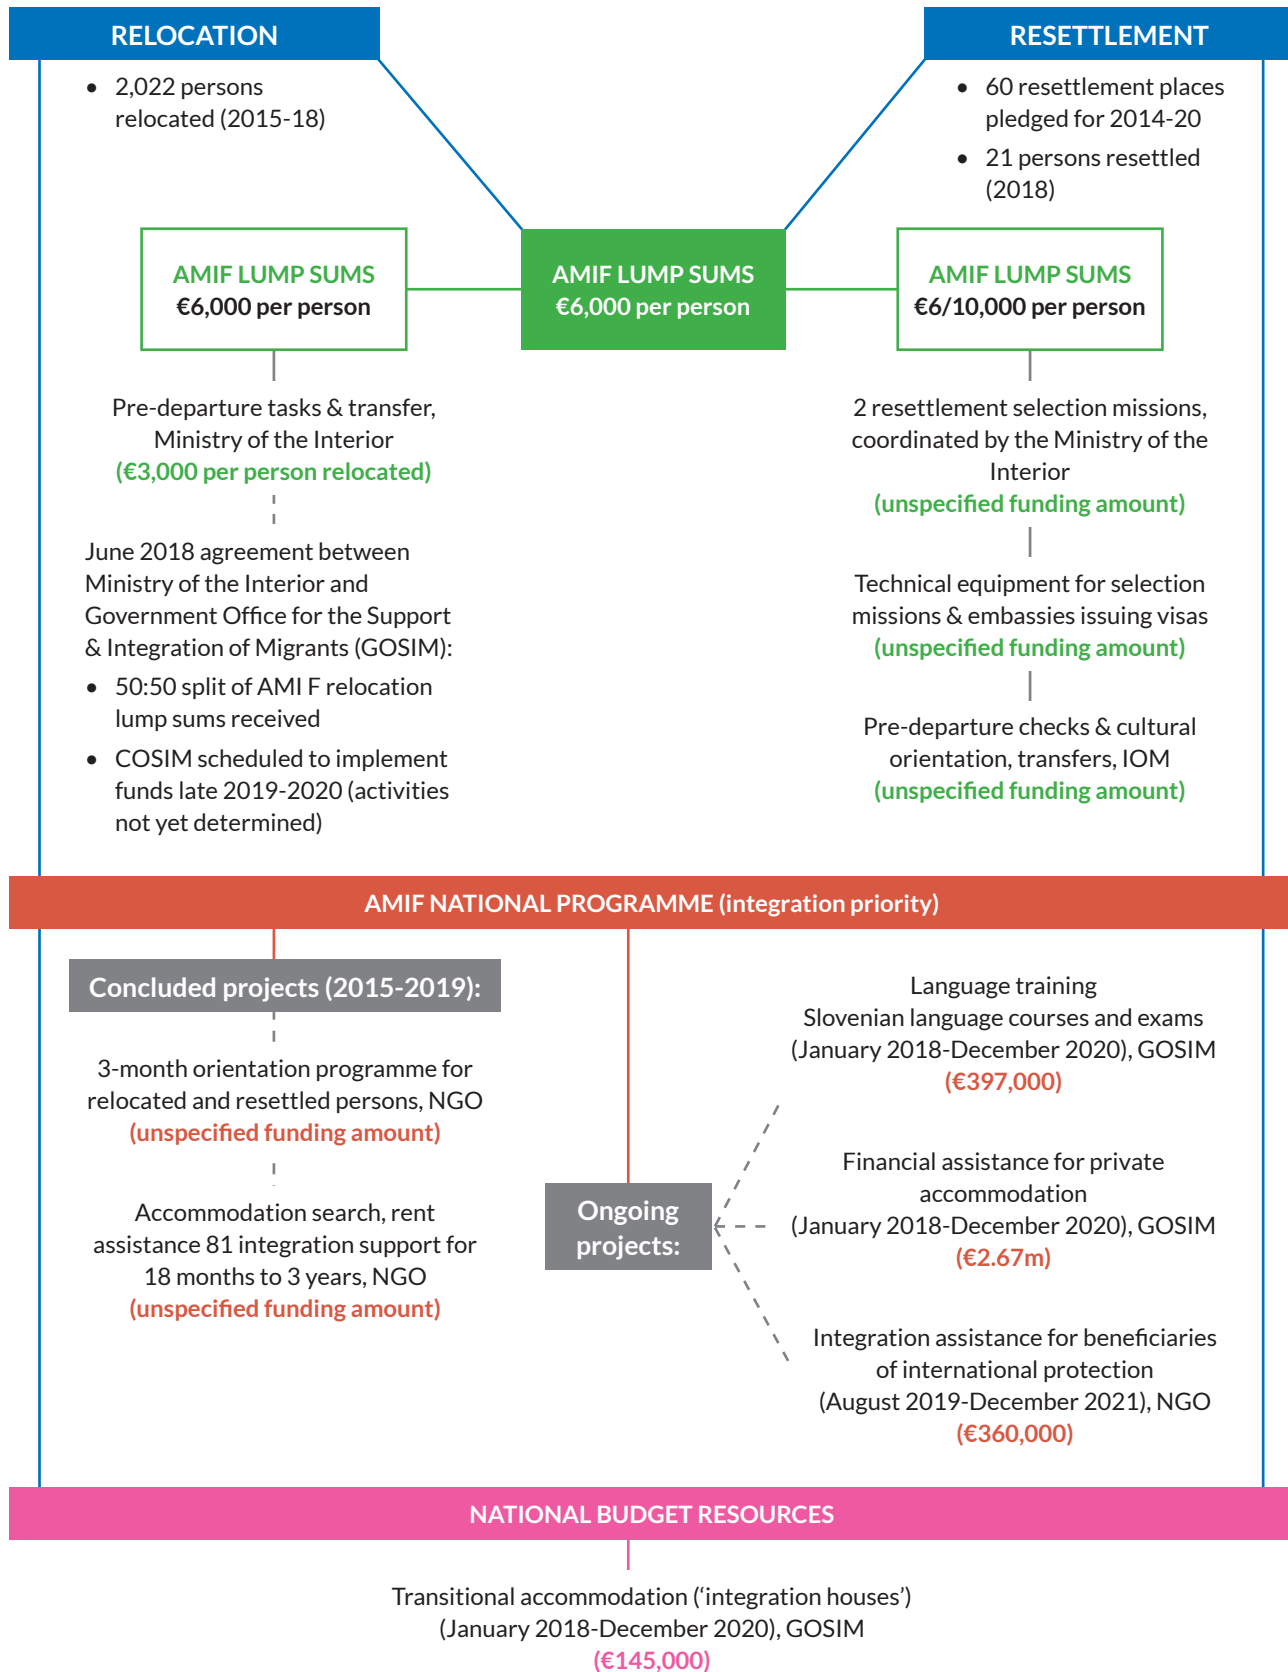 RELOCATION
• 2,022 persons
relocated (2015-18)
RESETTLEMENT
• 60 resettlement places
pledged for 2014-20
• 21 persons resettled
(2018)
AMIF LUMP SUMS
€6,000 per person
AMIF LUMP SUMS
€6,000 per person
AMIF LUMP SUMS
€6/10,000 per person
Pre-departure tasks & transfer,
Ministry of the Interior
(€3,000 per person relocated)
June 2018 agreement between
Ministry of the Interior and
Government Office for the Support
& Integration of Migrants (GOSIM):
• 50:50 split of AMI F relocation
lump sums received
• COSIM scheduled to implement
funds late 2019-2020 (activities
not yet determined)
2 resettlement selection missions,
coordinated by the Ministry of the
Interior
(unspecified funding amount)
Technical equipment for selection
missions & embassies issuing visas
(unspecified funding amount)
Pre-departure checks & cultural
orientation, transfers, IOM
(unspecified funding amount)
AMIF NATIONAL PROGRAMME (integration priority)
Concluded projects (2015-2019):
3-month orientation programme for
relocated and resettled persons, NGO
(unspecified funding amount)
Accommodation search, rent
assistance 81 integration support for
18 months to 3 years, NGO
(unspecified funding amount)
Ongoing
projects:
Language training
Slovenian language courses and exams
(January 2018-December 2020), GOSIM
(€397,000)
Financial assistance for private
accommodation
(January 2018-December 2020), GOSIM
(€2.67m)
Integration assistance for beneficiaries
of international protection
(August 2019-December 2021), NGO
(€360,000)
NATIONAL BUDGET RESOURCES
Transitional accommodation (‘integration houses’)
(January 2018-December 2020), GOSIM
(€145,000)